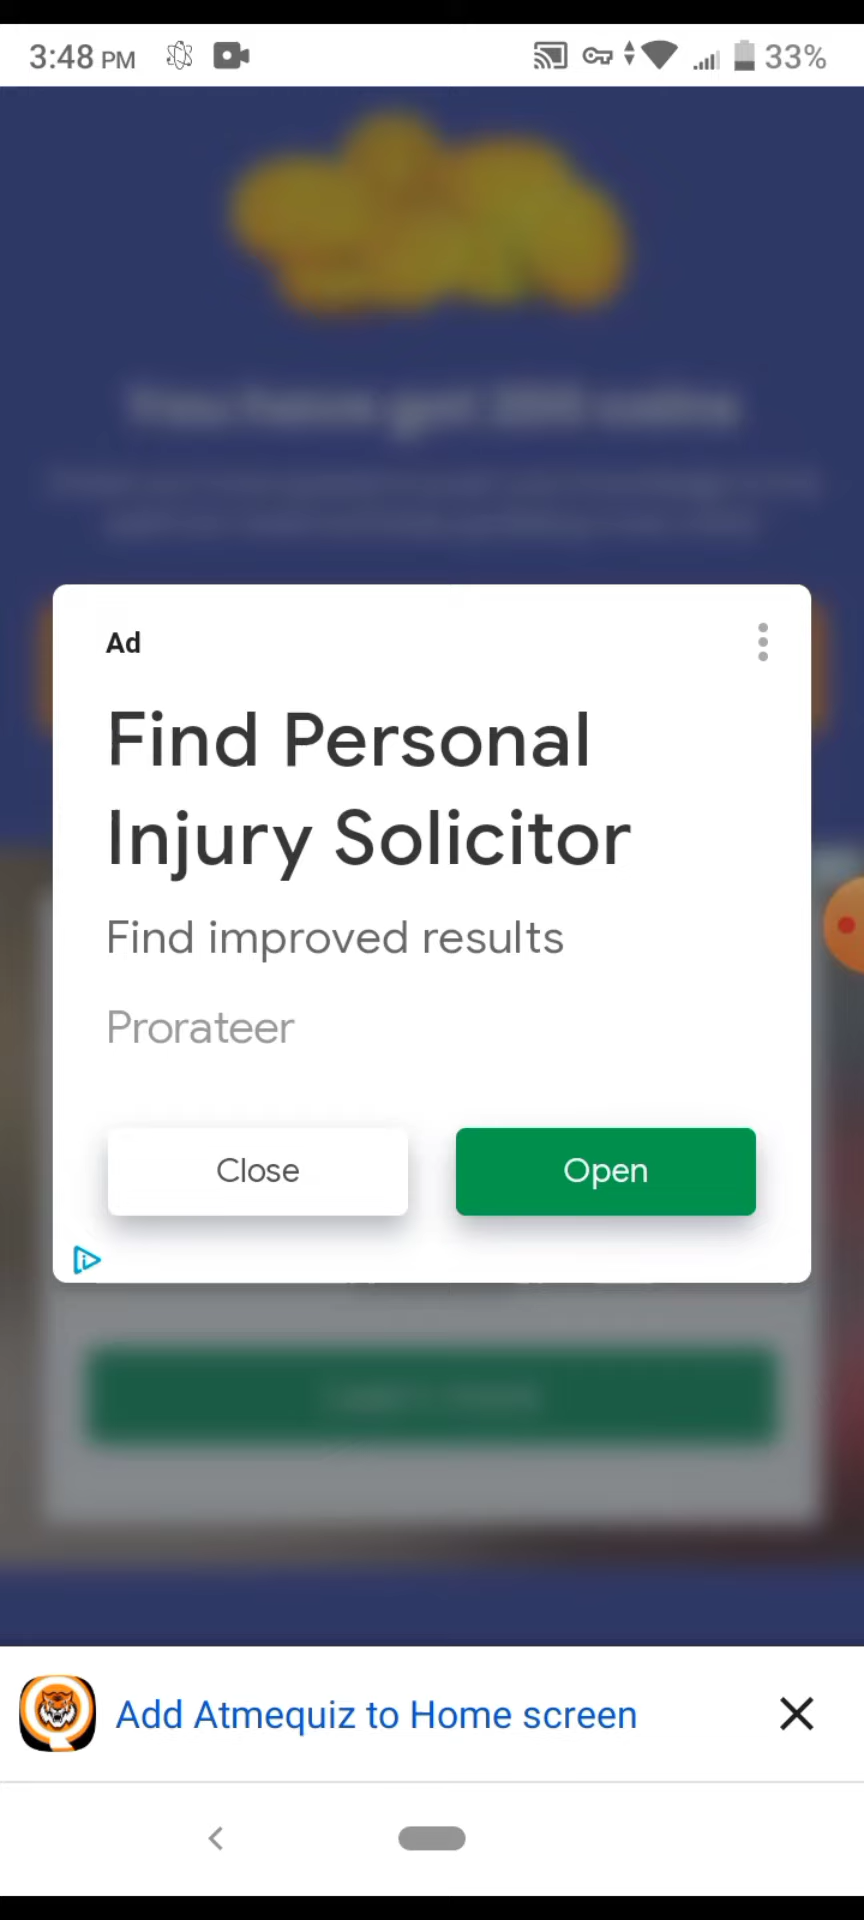 3:48 PM
33%
Ad
Find Personal
Injury Solicitor
Find improved results
Prorateer
Close
Open
Add Atmequiz to Home screen